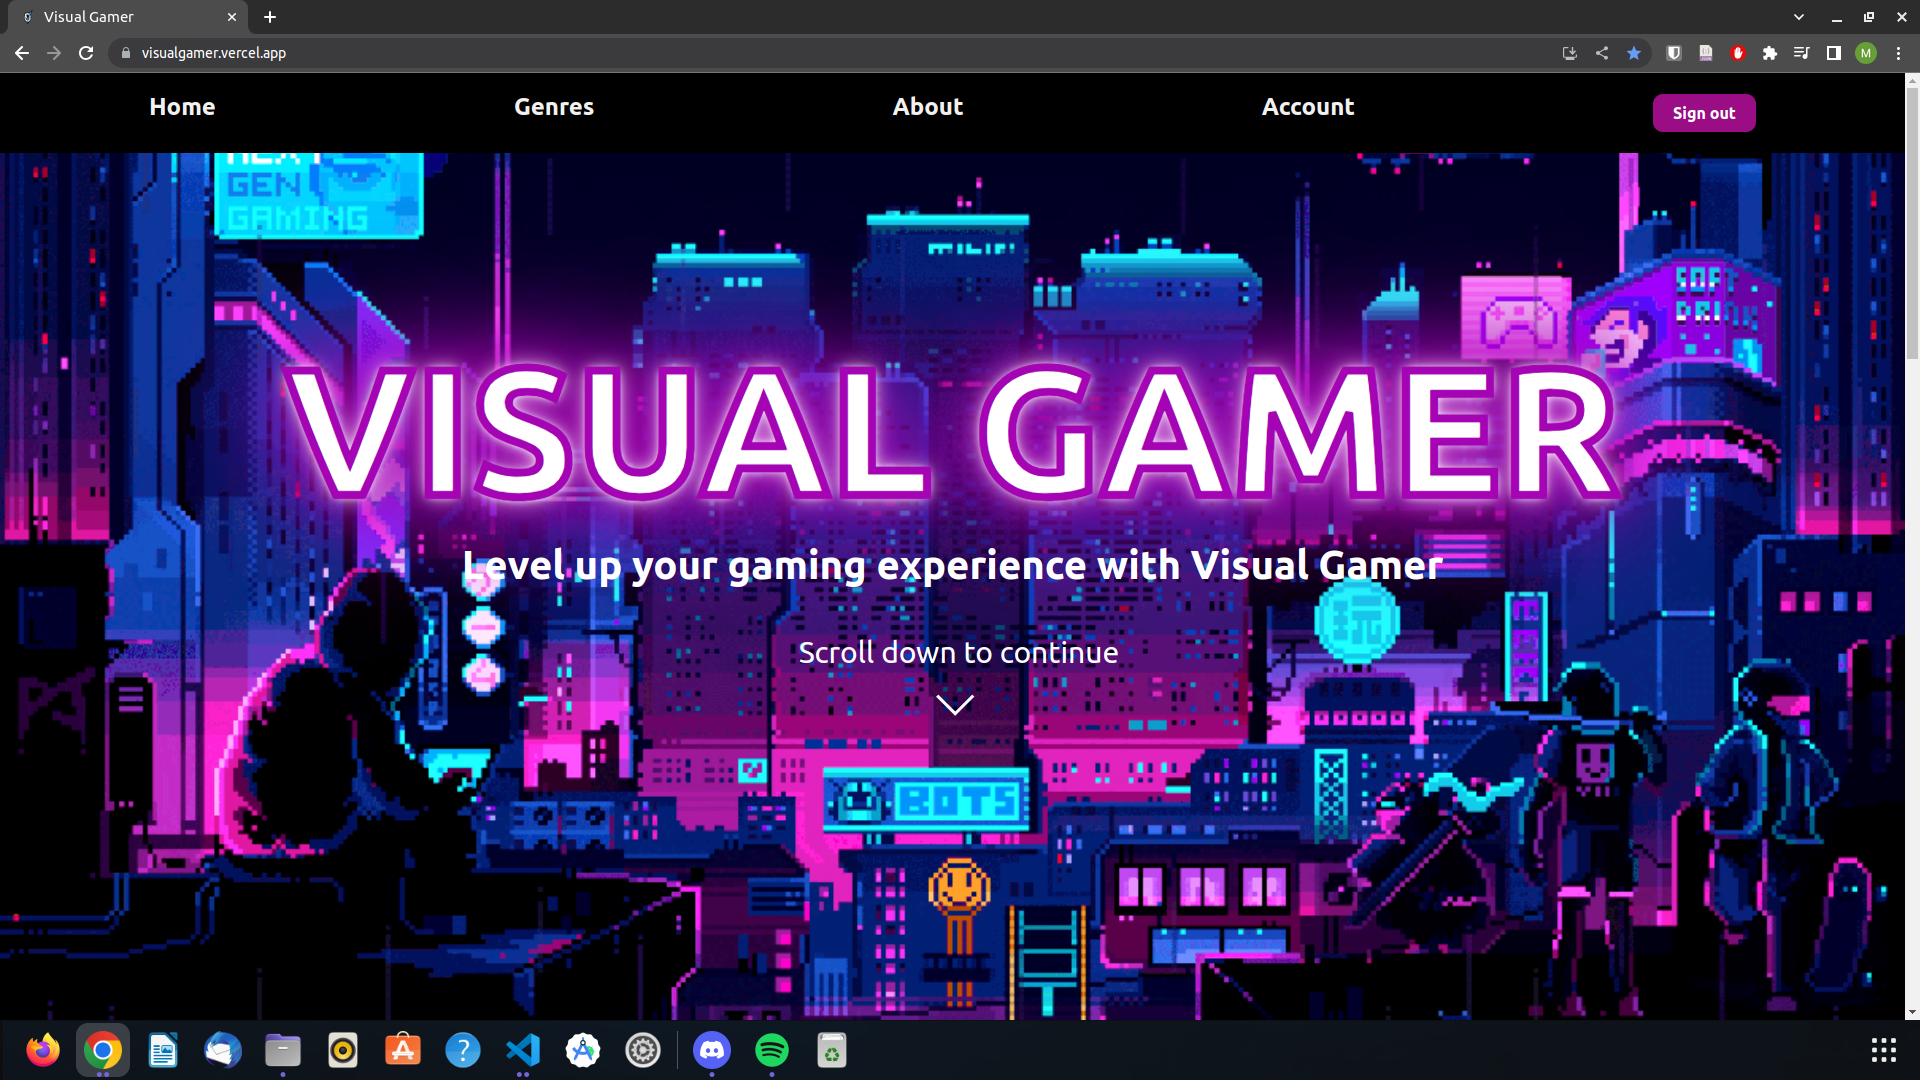 Visual Gamer
visualgamer.vercel.app
M
Home
Genres
About
Account
Sign out
GEN
GAMING
VISUAL GAMER
Level up your gaming experience with Visual Gamer
Scroll down to continue
玩
BOTS